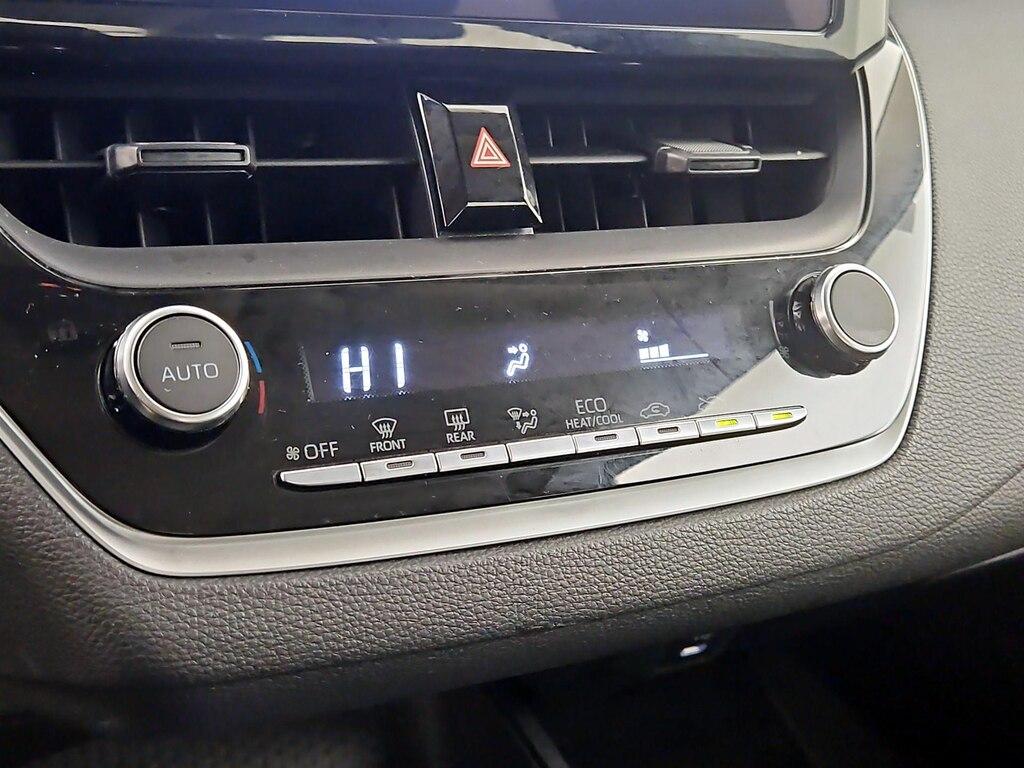 HI
AUTO
OFF
FRONT
REAR
ECO
HEAT/COOL